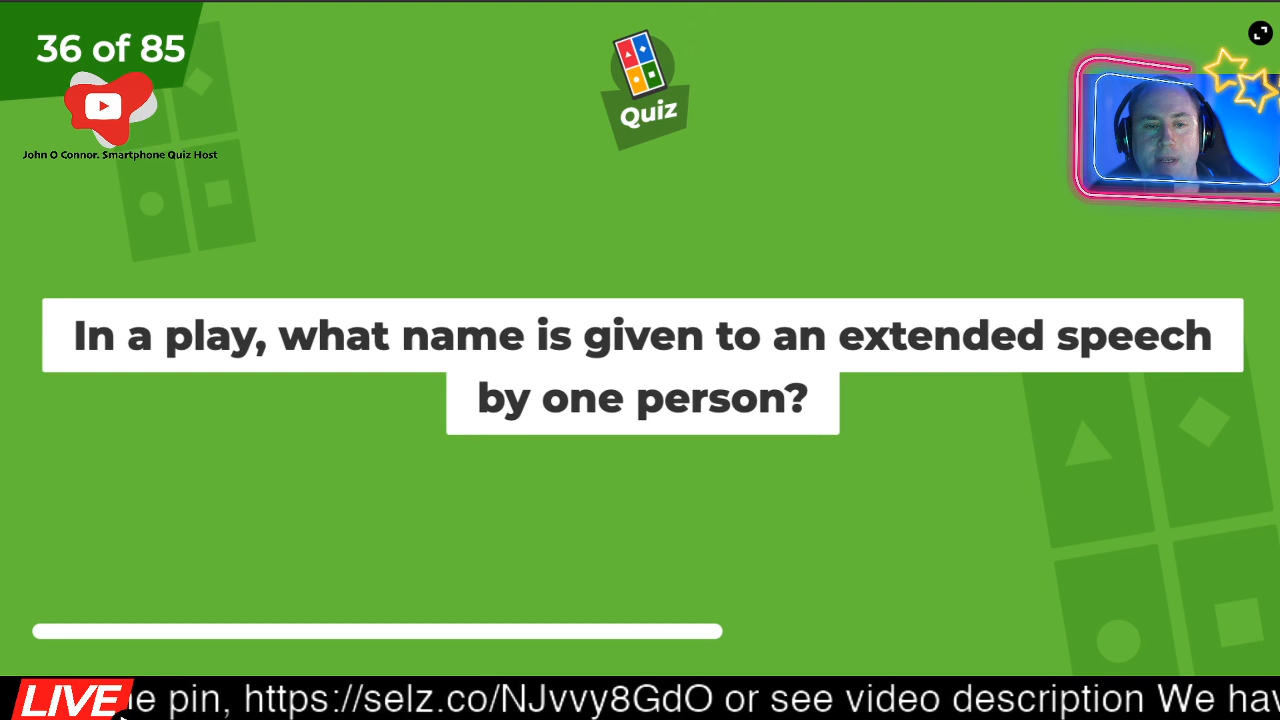 36 of 85
John O Connor. Smartphone Quiz Host
Quiz
In a play, what name is given to an extended speech
by one person?
LIVE
pin, https://selz.co/NJvvy8GdO or see video description We